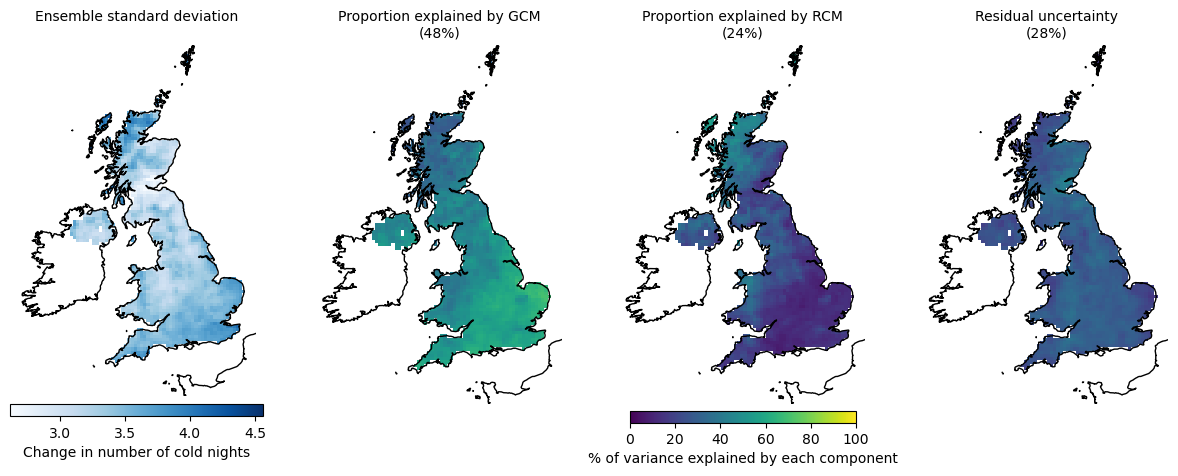 Ensemble standard deviation
Proportion explained by GCM
(48%)
Proportion explained by RCM
(24%)
Residual uncertainty
(28%)
3.0 3.5 4.0 4.5
Change in number of cold nights
0 20 40 60 80 100
% of variance explained by each component